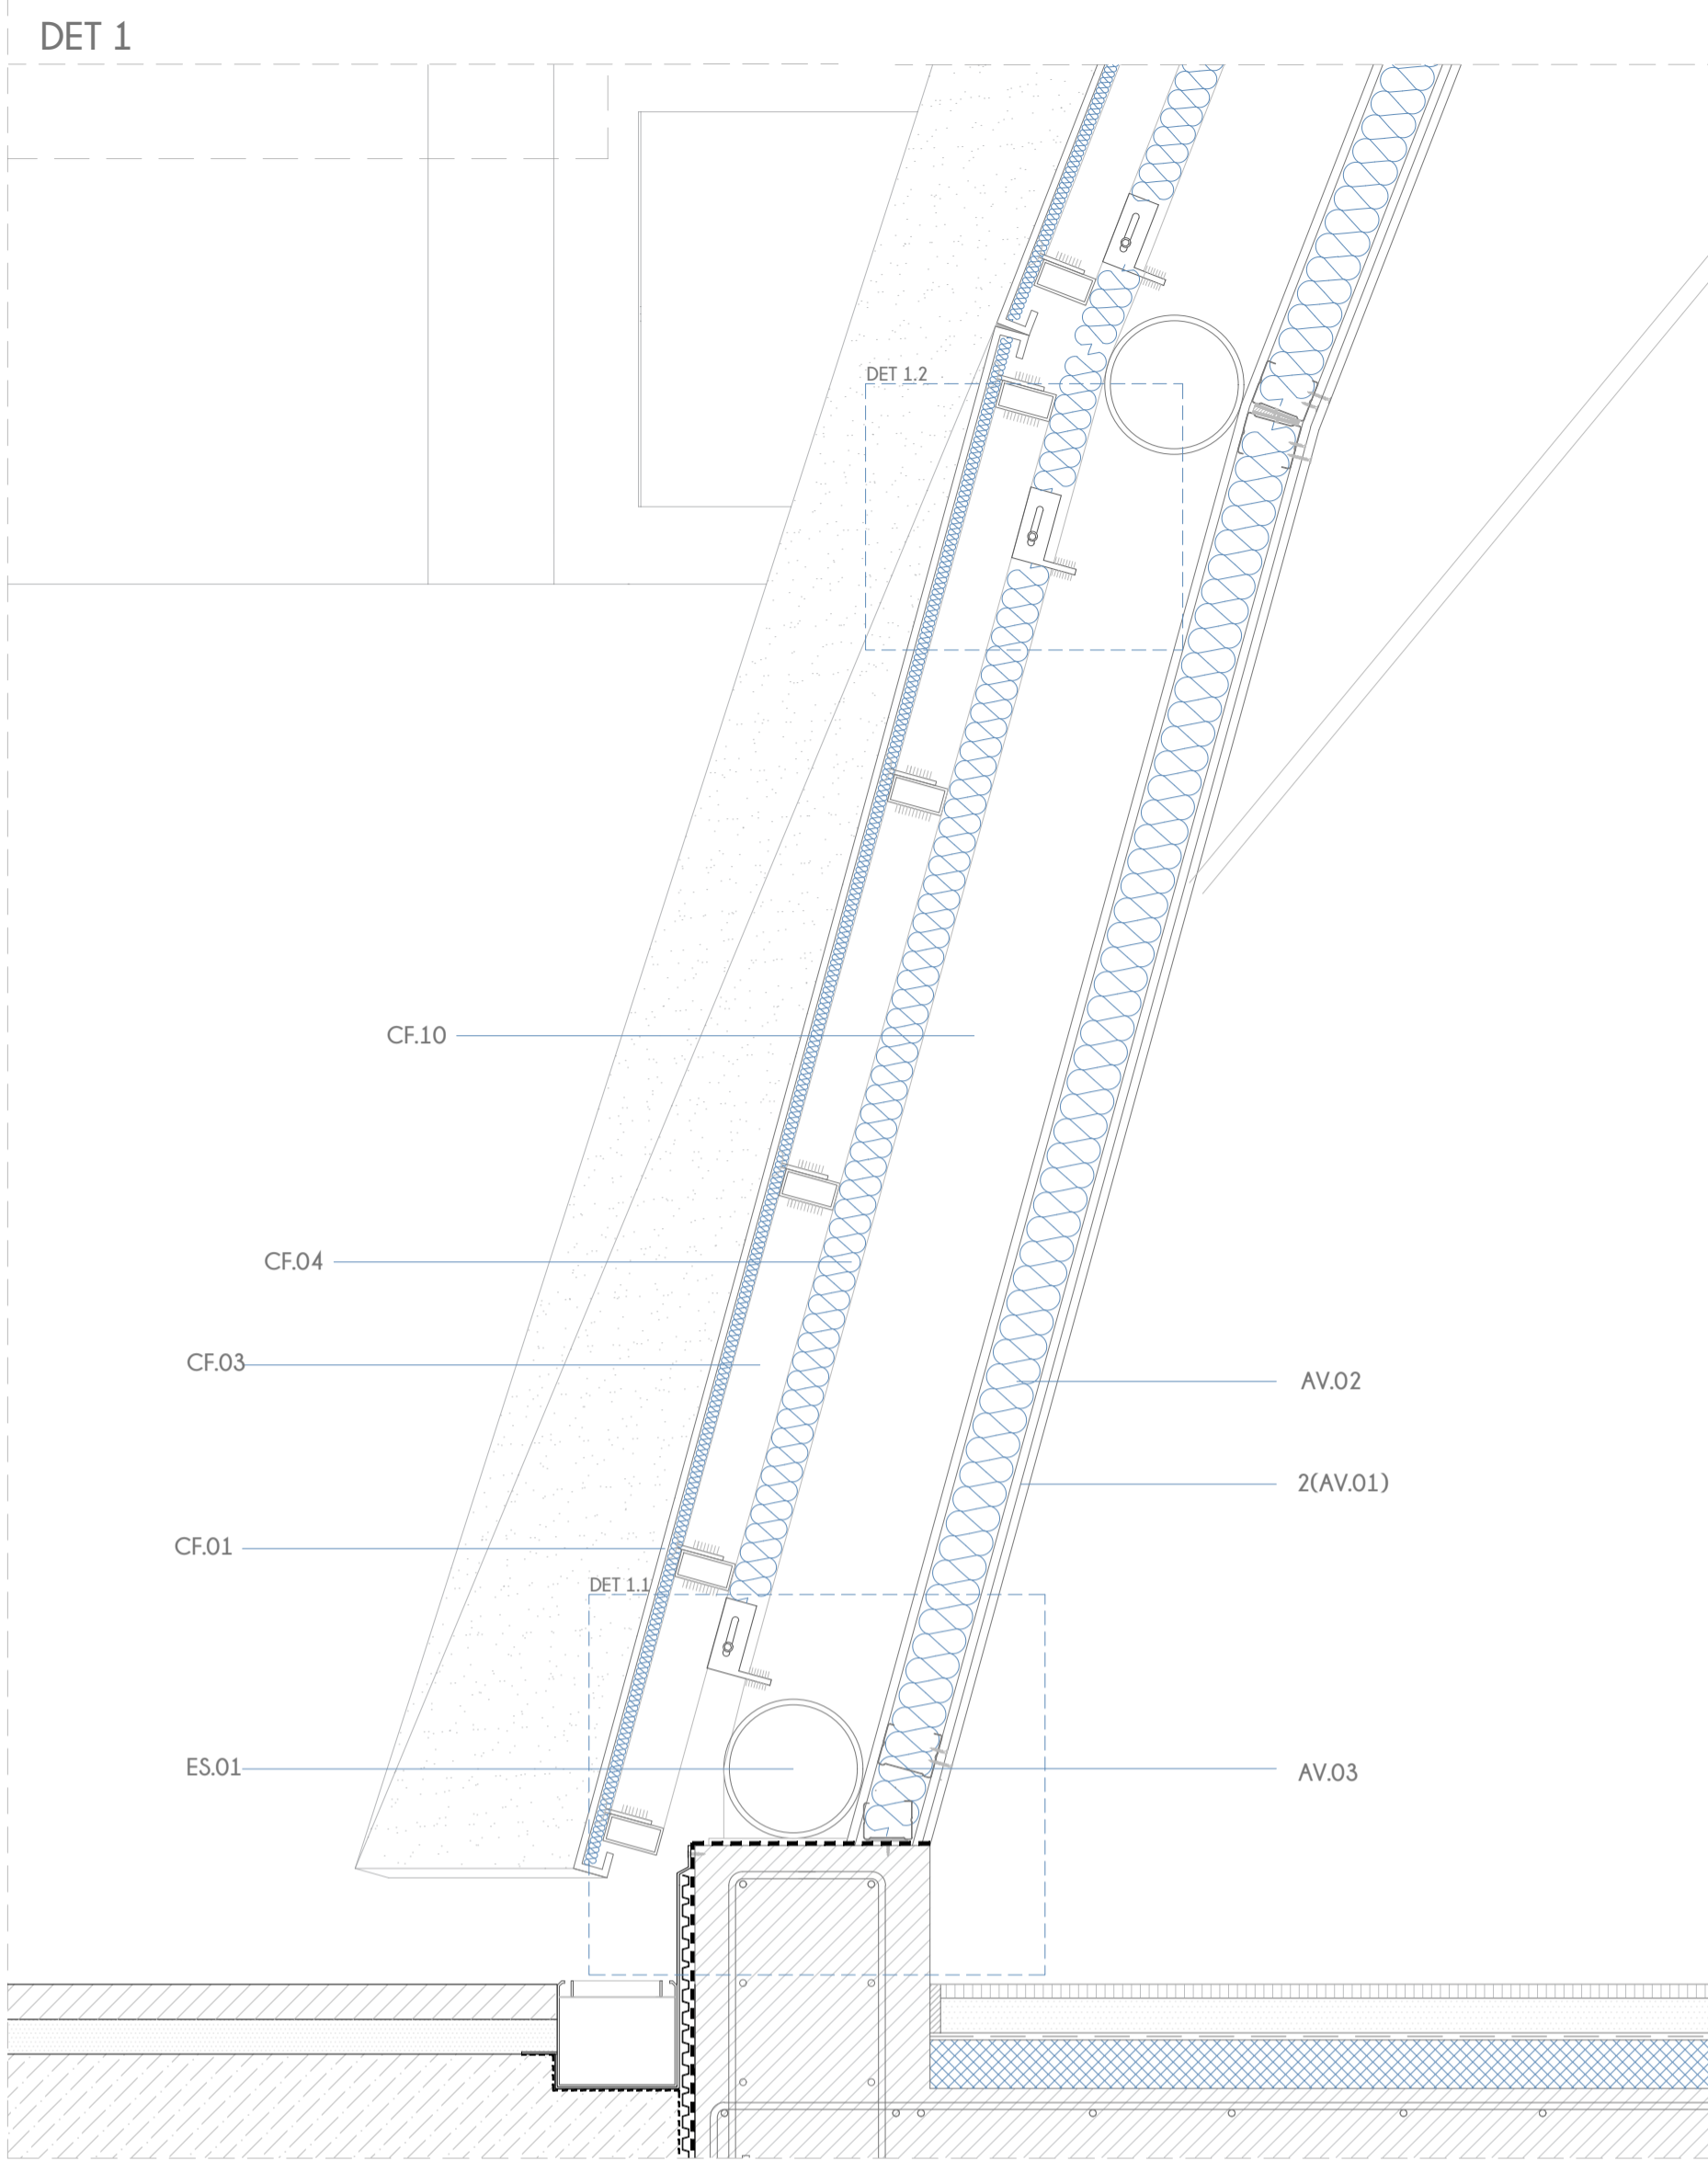 DET 1
DET 1.2
CF.10
CF.04
CF.03
AV.02
2(AV.01)
CF.01
DET 1.1
ES.01
AV.03